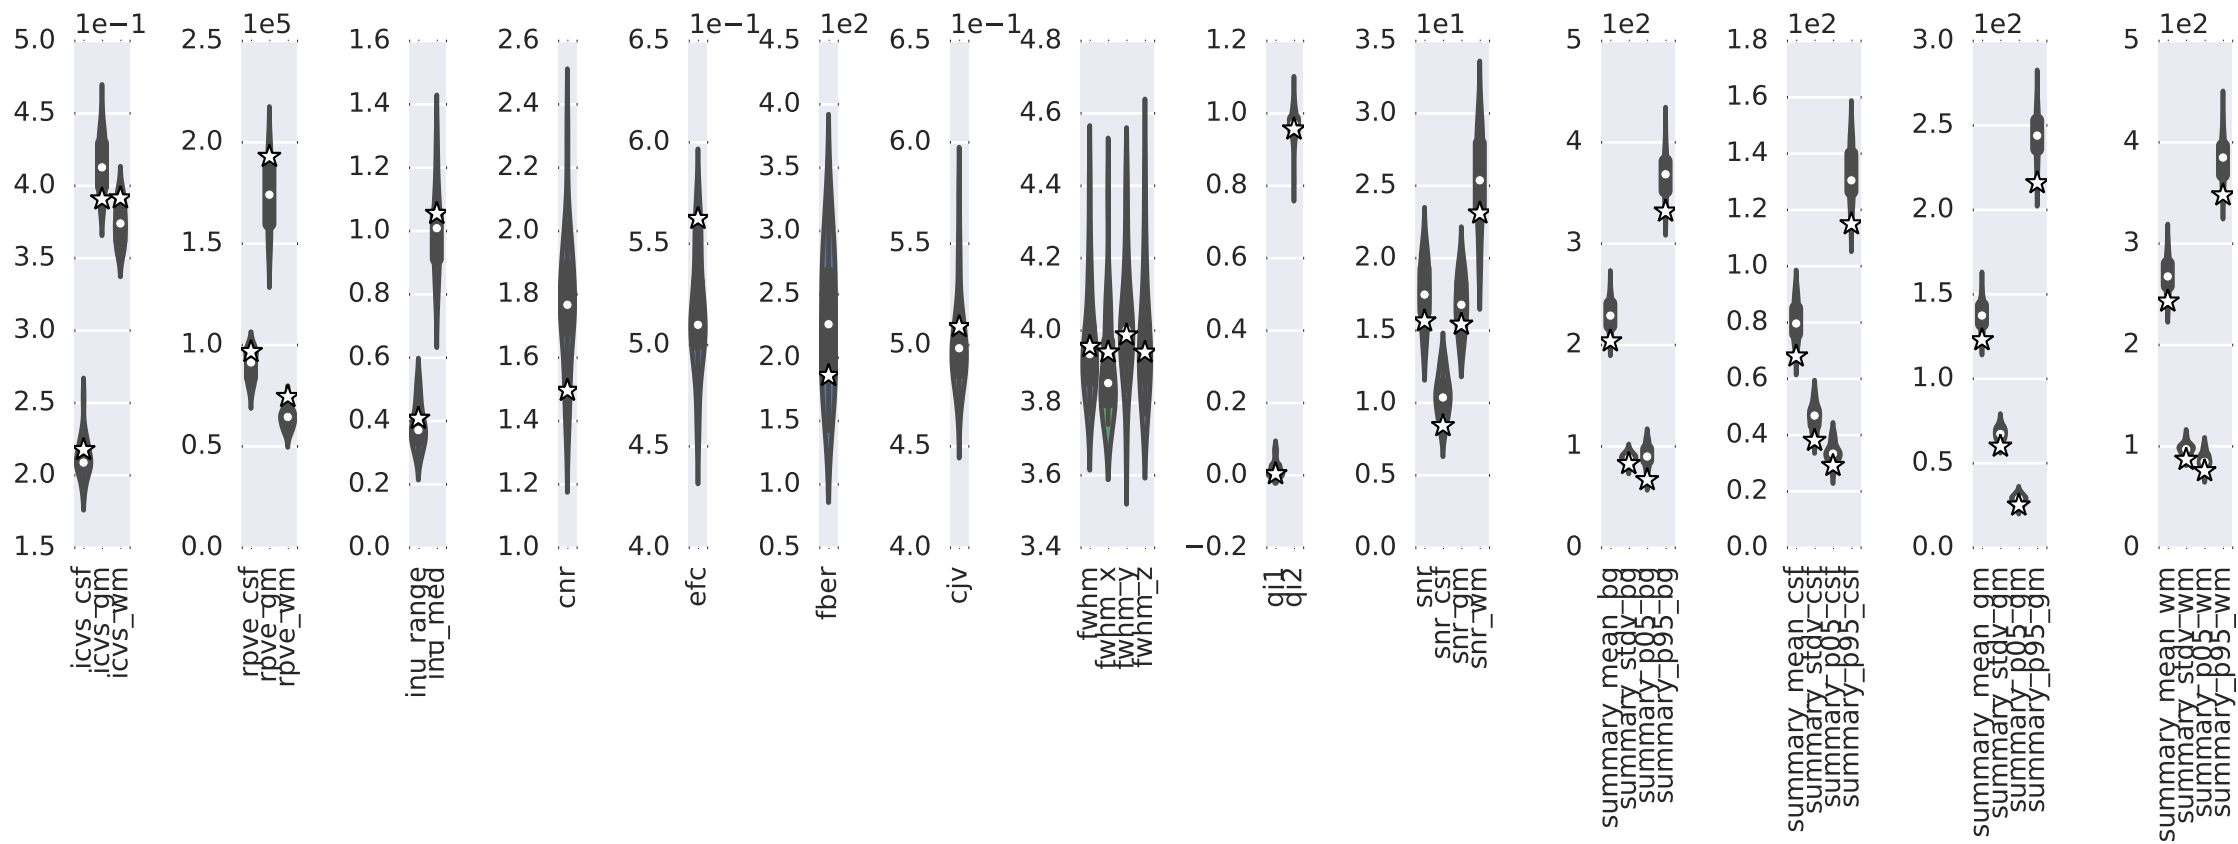 1e−1
5.0
4.5
4.0
3.5
3.0
2.5
2.0
1.5
icvs_csf
icvs_gm
icvs_wm
1e5
2.5
2.0
1.5
1.0
0.5
0.0
rpve_csf
rpve_gm
rpve_wm
1.6
1.4
1.2
1.0
0.8
0.6
0.4
0.2
0.0
inu_range
inu_med
2.6
2.4
2.2
2.0
1.8
1.6
1.4
1.2
1.0
cnr
1e−1
6.5
6.0
5.5
5.0
4.5
4.0
efc
1e2
4.5
4.0
3.5
3.0
2.5
2.0
1.5
1.0
0.5
fber
1e−1
6.5
6.0
5.5
5.0
4.5
4.0
cjv
4.8
4.6
4.4
4.2
4.0
3.8
3.6
3.4
fwhm
fwhm_x
fwhm_y
fwhm_z
1.2
1.0
0.8
0.6
0.4
0.2
0.0
−0.2
qi1
qi2
1e1
3.5
3.0
2.5
2.0
1.5
1.0
0.5
0.0
snr
snr_csf
snr_gm
snr_wm
1e2
5
4
3
2
1
0
summary_mean_bg
summary_stdv_bg
summary_p05_bg
summary_p95_bg
1e2
1.8
1.6
1.4
1.2
1.0
0.8
0.6
0.4
0.2
0.0
summary_mean_csf
summary_stdv_csf
summary_p05_csf
summary_p95_csf
1e2
3.0
2.5
2.0
1.5
1.0
0.5
0.0
summary_mean_gm
summary_stdv_gm
summary_p05_gm
summary_p95_gm
1e2
5
4
3
2
1
0
summary_mean_wm
summary_stdv_wm
summary_p05_wm
summary_p95_wm